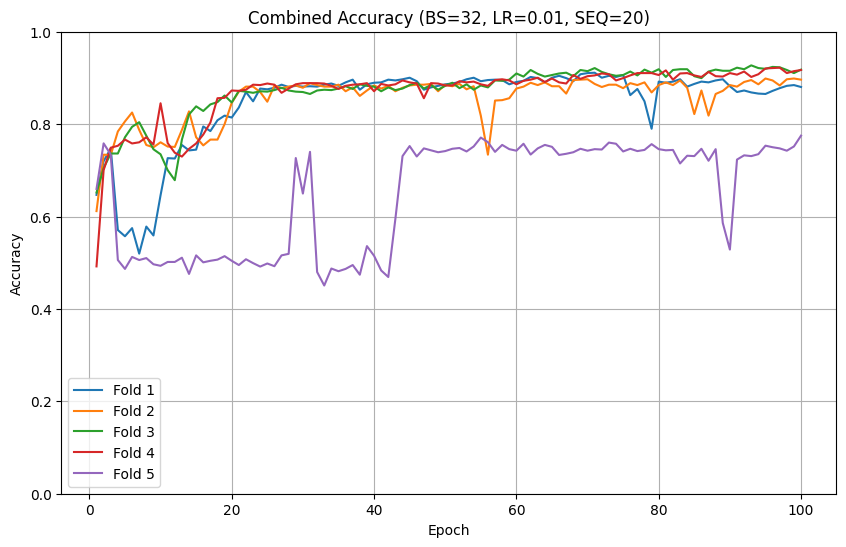 Combined Accuracy (BS=32, LR=0.01, SEQ=20)
1.0
0.8
0.6
0.4
0.2
0.0
Accuracy
Fold 1
Fold 2
Fold 3
Fold 4
Fold 5
0 20 40 60 80 100
Epoch